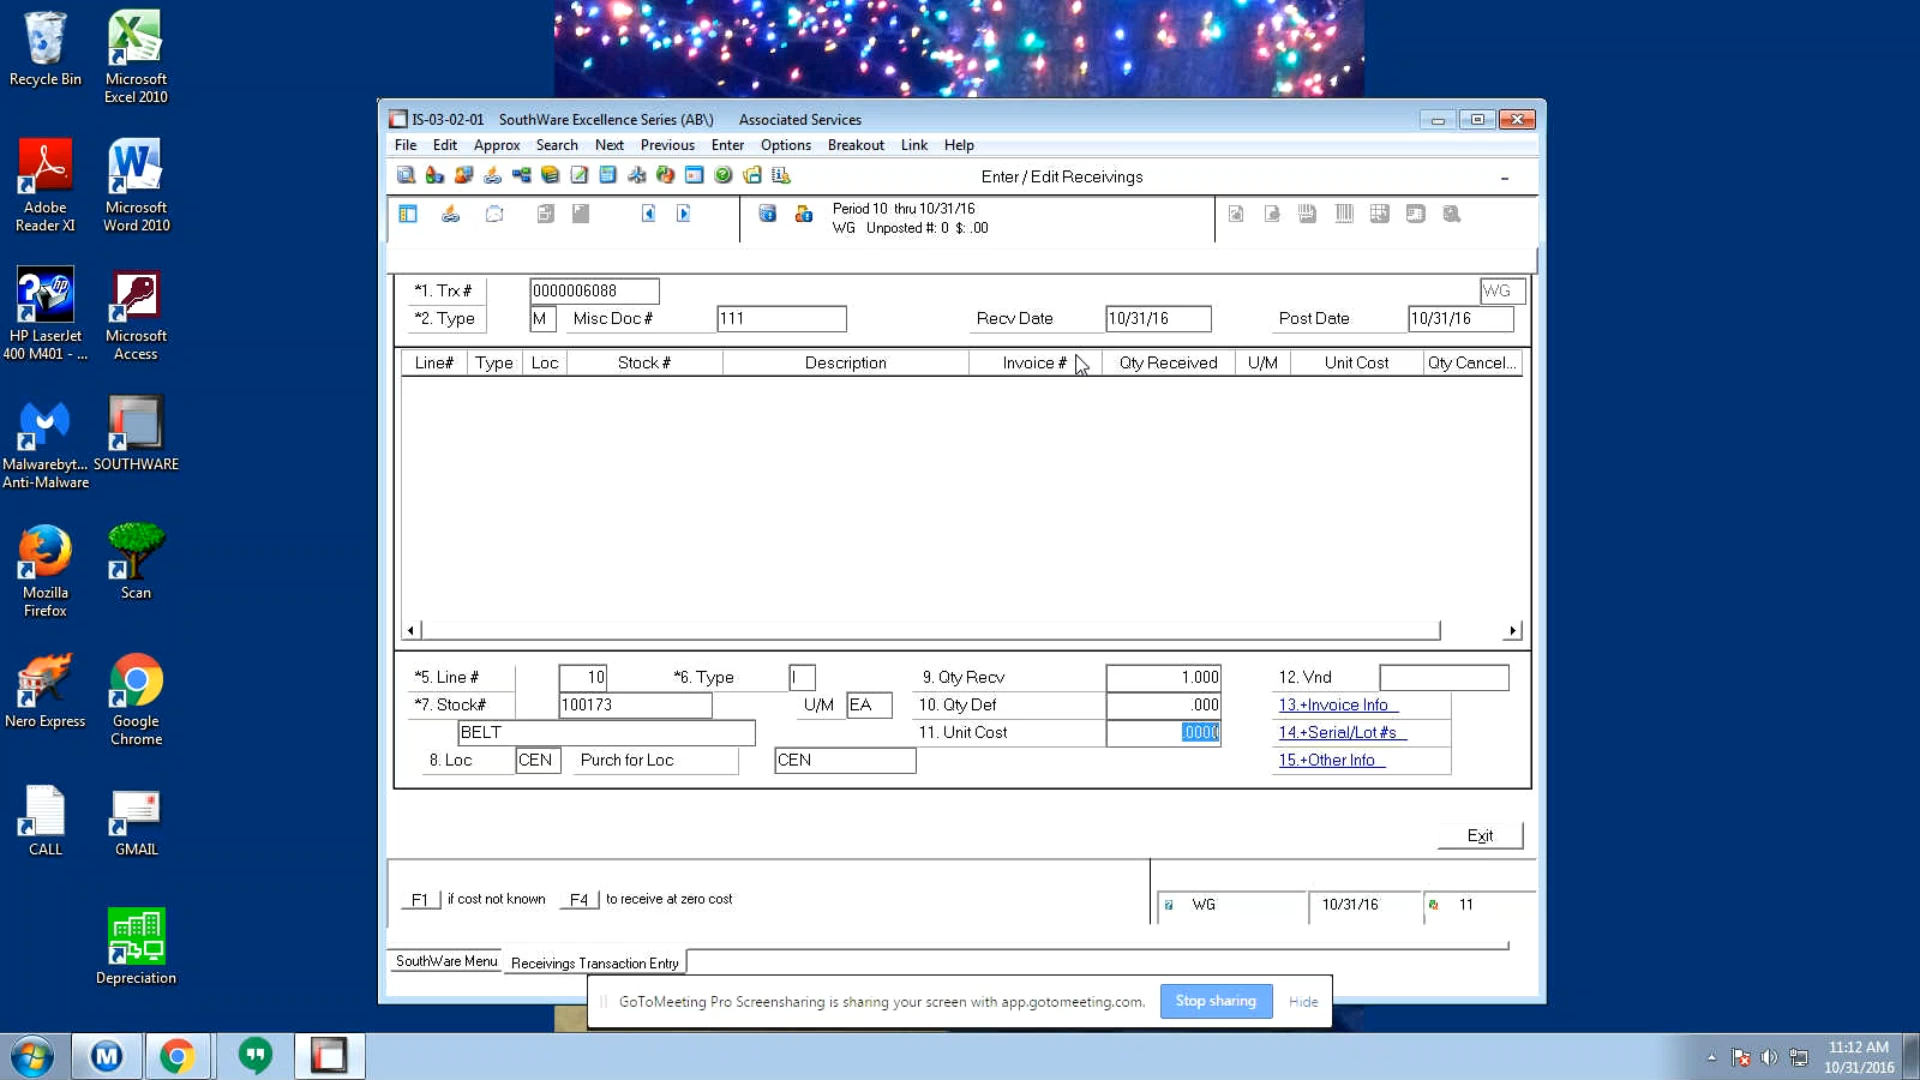 Recycle Bin
Microsoft Excel 2010
Adobe Reader XI
Microsoft Word 2010
HP LaserJet 400 M401 - ...
Microsoft Access
Malwarebyt... Anti-Malware
SOUTHWARE
Mozilla Firefox
Scan
Nero Express
Google Chrome
CALL
GMAIL
Depreciation
IS-03-02-01 SouthWare Excellence Series (AB\) Associated Services
File Edit Approx Search Next Previous Enter Options Breakout Link Help
Enter / Edit Receivings
Period 10 thru 10/31/16
WG Unposted #: 0 $: .00
*1. Trx # 0000006088 WG
*2. Type M Misc Doc # 111 Recv Date 10/31/16 Post Date 10/31/16
Line# Type Loc Stock # Description Invoice # Qty Received U/M Unit Cost Qty Cancel...
*5. Line # 10 *6. Type I 9. Qty Recv 1.000 12. Vnd
*7. Stock# 100173 U/M EA 10. Qty Def .000 13.+Invoice Info
BELT 11. Unit Cost .0000 14.+Serial/Lot #s
8. Loc CEN Purch for Loc CEN 15.+Other Info
Exit
F1 if cost not known F4 to receive at zero cost
WG 10/31/16 11
SouthWare Menu Receivings Transaction Entry
GoToMeeting Pro Screensharing is sharing your screen with app.gotomeeting.com. Stop sharing Hide
11:12 AM
10/31/2016